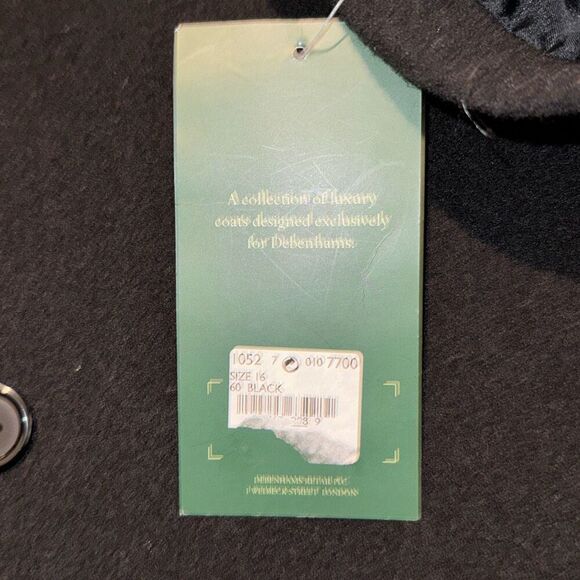 A collection of luxury
coats designed exclusively
for Debenhams.
1052 7 010 7700
SIZE 16
60 BLACK
9
DEBENHAMS RETAIL PLC
1 WELBECK STREET LONDON